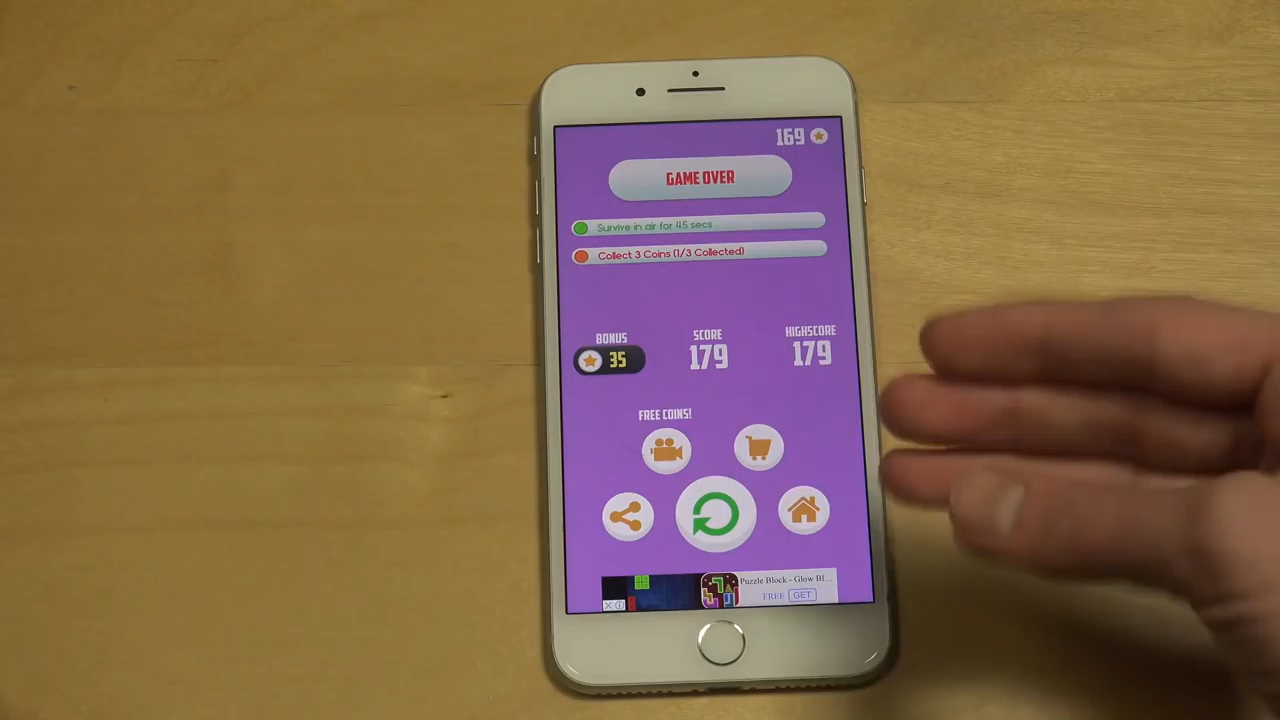 169
GAME OVER
Survive in air for 45 secs
Collect 3 Coins (1/3 Collected)
BONUS
35
SCORE
179
HIGHSCORE
179
FREE COINS!
Puzzle Block - Glow Bl...
FREE GET